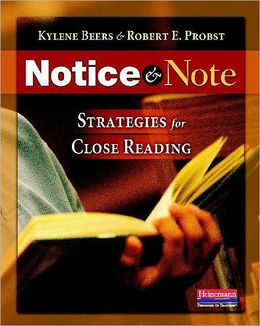 KYLENE BEERS & ROBERT E. PROBST
Notice & Note
STRATEGIES for
CLOSE READING
Heinemann